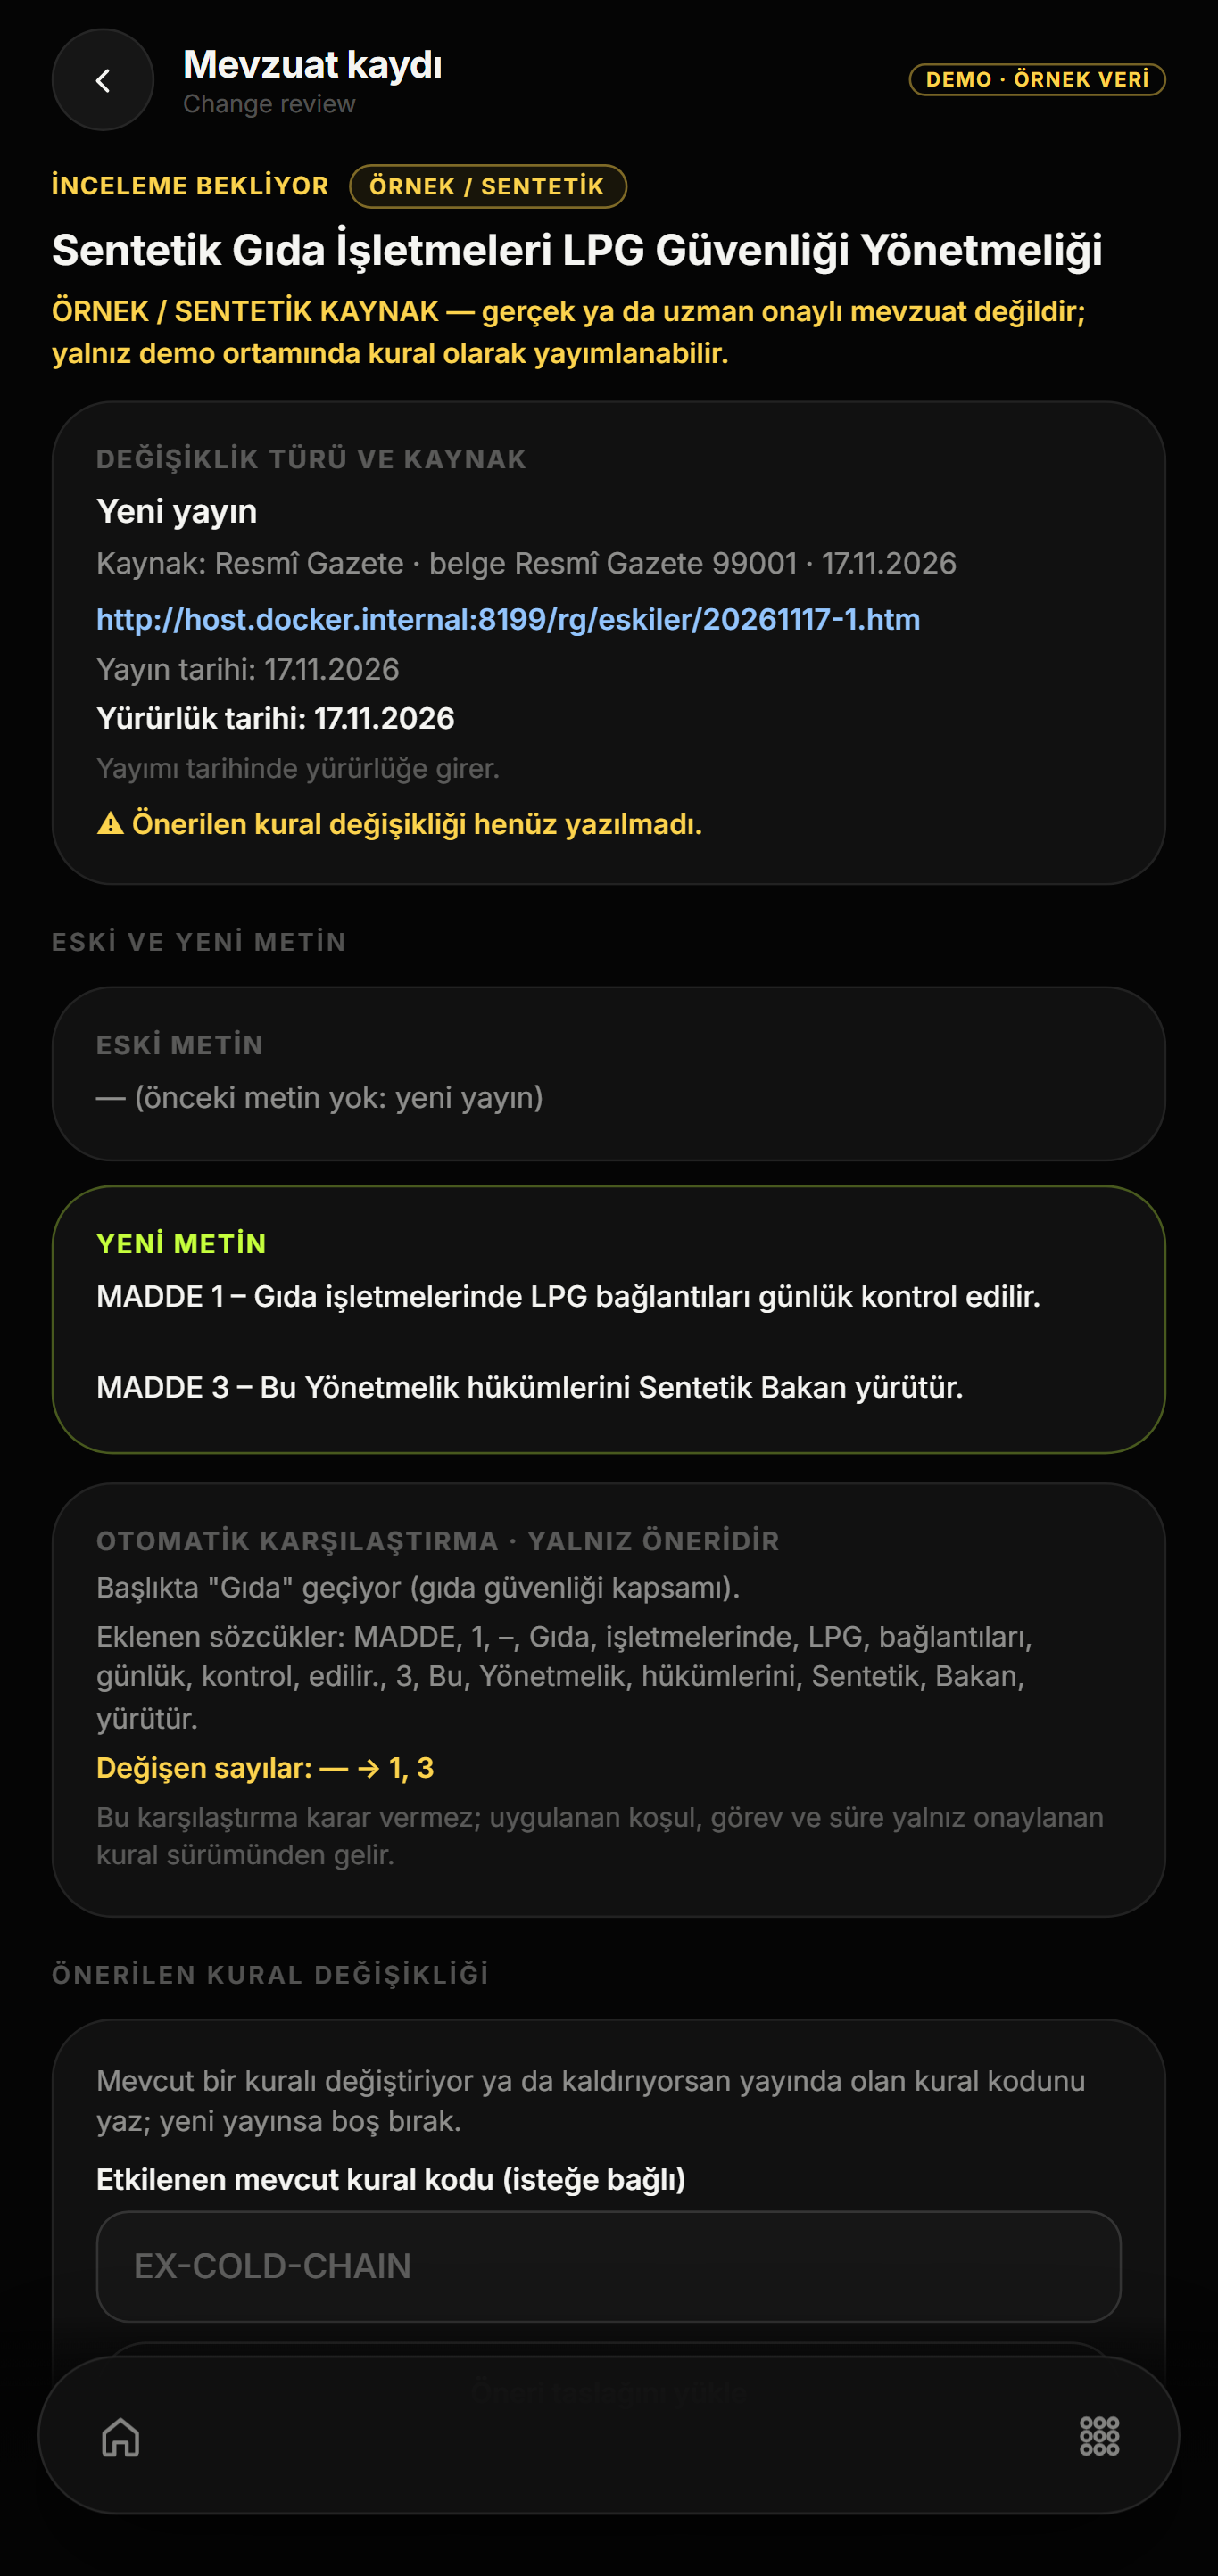 Mevzuat kaydı
Change review
DEMO · ÖRNEK VERİ
İNCELEME BEKLİYOR
ÖRNEK / SENTETİK
Sentetik Gıda İşletmeleri LPG Güvenliği Yönetmeliği
ÖRNEK / SENTETİK KAYNAK — gerçek ya da uzman onaylı mevzuat değildir;
yalnız demo ortamında kural olarak yayımlanabilir.
DEĞİŞİKLİK TÜRÜ VE KAYNAK
Yeni yayın
Kaynak: Resmî Gazete · belge Resmî Gazete 99001 · 17.11.2026
http://host.docker.internal:8199/rg/eskiler/20261117-1.htm
Yayın tarihi: 17.11.2026
Yürürlük tarihi: 17.11.2026
Yayımı tarihinde yürürlüğe girer.
⚠ Önerilen kural değişikliği henüz yazılmadı.
ESKİ VE YENİ METİN
ESKİ METİN
— (önceki metin yok: yeni yayın)
YENİ METİN
MADDE 1 – Gıda işletmelerinde LPG bağlantıları günlük kontrol edilir.
MADDE 3 – Bu Yönetmelik hükümlerini Sentetik Bakan yürütür.
OTOMATİK KARŞILAŞTIRMA · YALNIZ ÖNERİDİR
Başlıkta "Gıda" geçiyor (gıda güvenliği kapsamı).
Eklenen sözcükler: MADDE, 1, –, Gıda, işletmelerinde, LPG, bağlantıları,
günlük, kontrol, edilir., 3, Bu, Yönetmelik, hükümlerini, Sentetik, Bakan,
yürütür.
Değişen sayılar: — → 1, 3
Bu karşılaştırma karar vermez; uygulanan koşul, görev ve süre yalnız onaylanan
kural sürümünden gelir.
ÖNERİLEN KURAL DEĞİŞİKLİĞİ
Mevcut bir kuralı değiştiriyor ya da kaldırıyorsan yayında olan kural kodunu
yaz; yeni yayınsa boş bırak.
Etkilenen mevcut kural kodu (isteğe bağlı)
EX-COLD-CHAIN